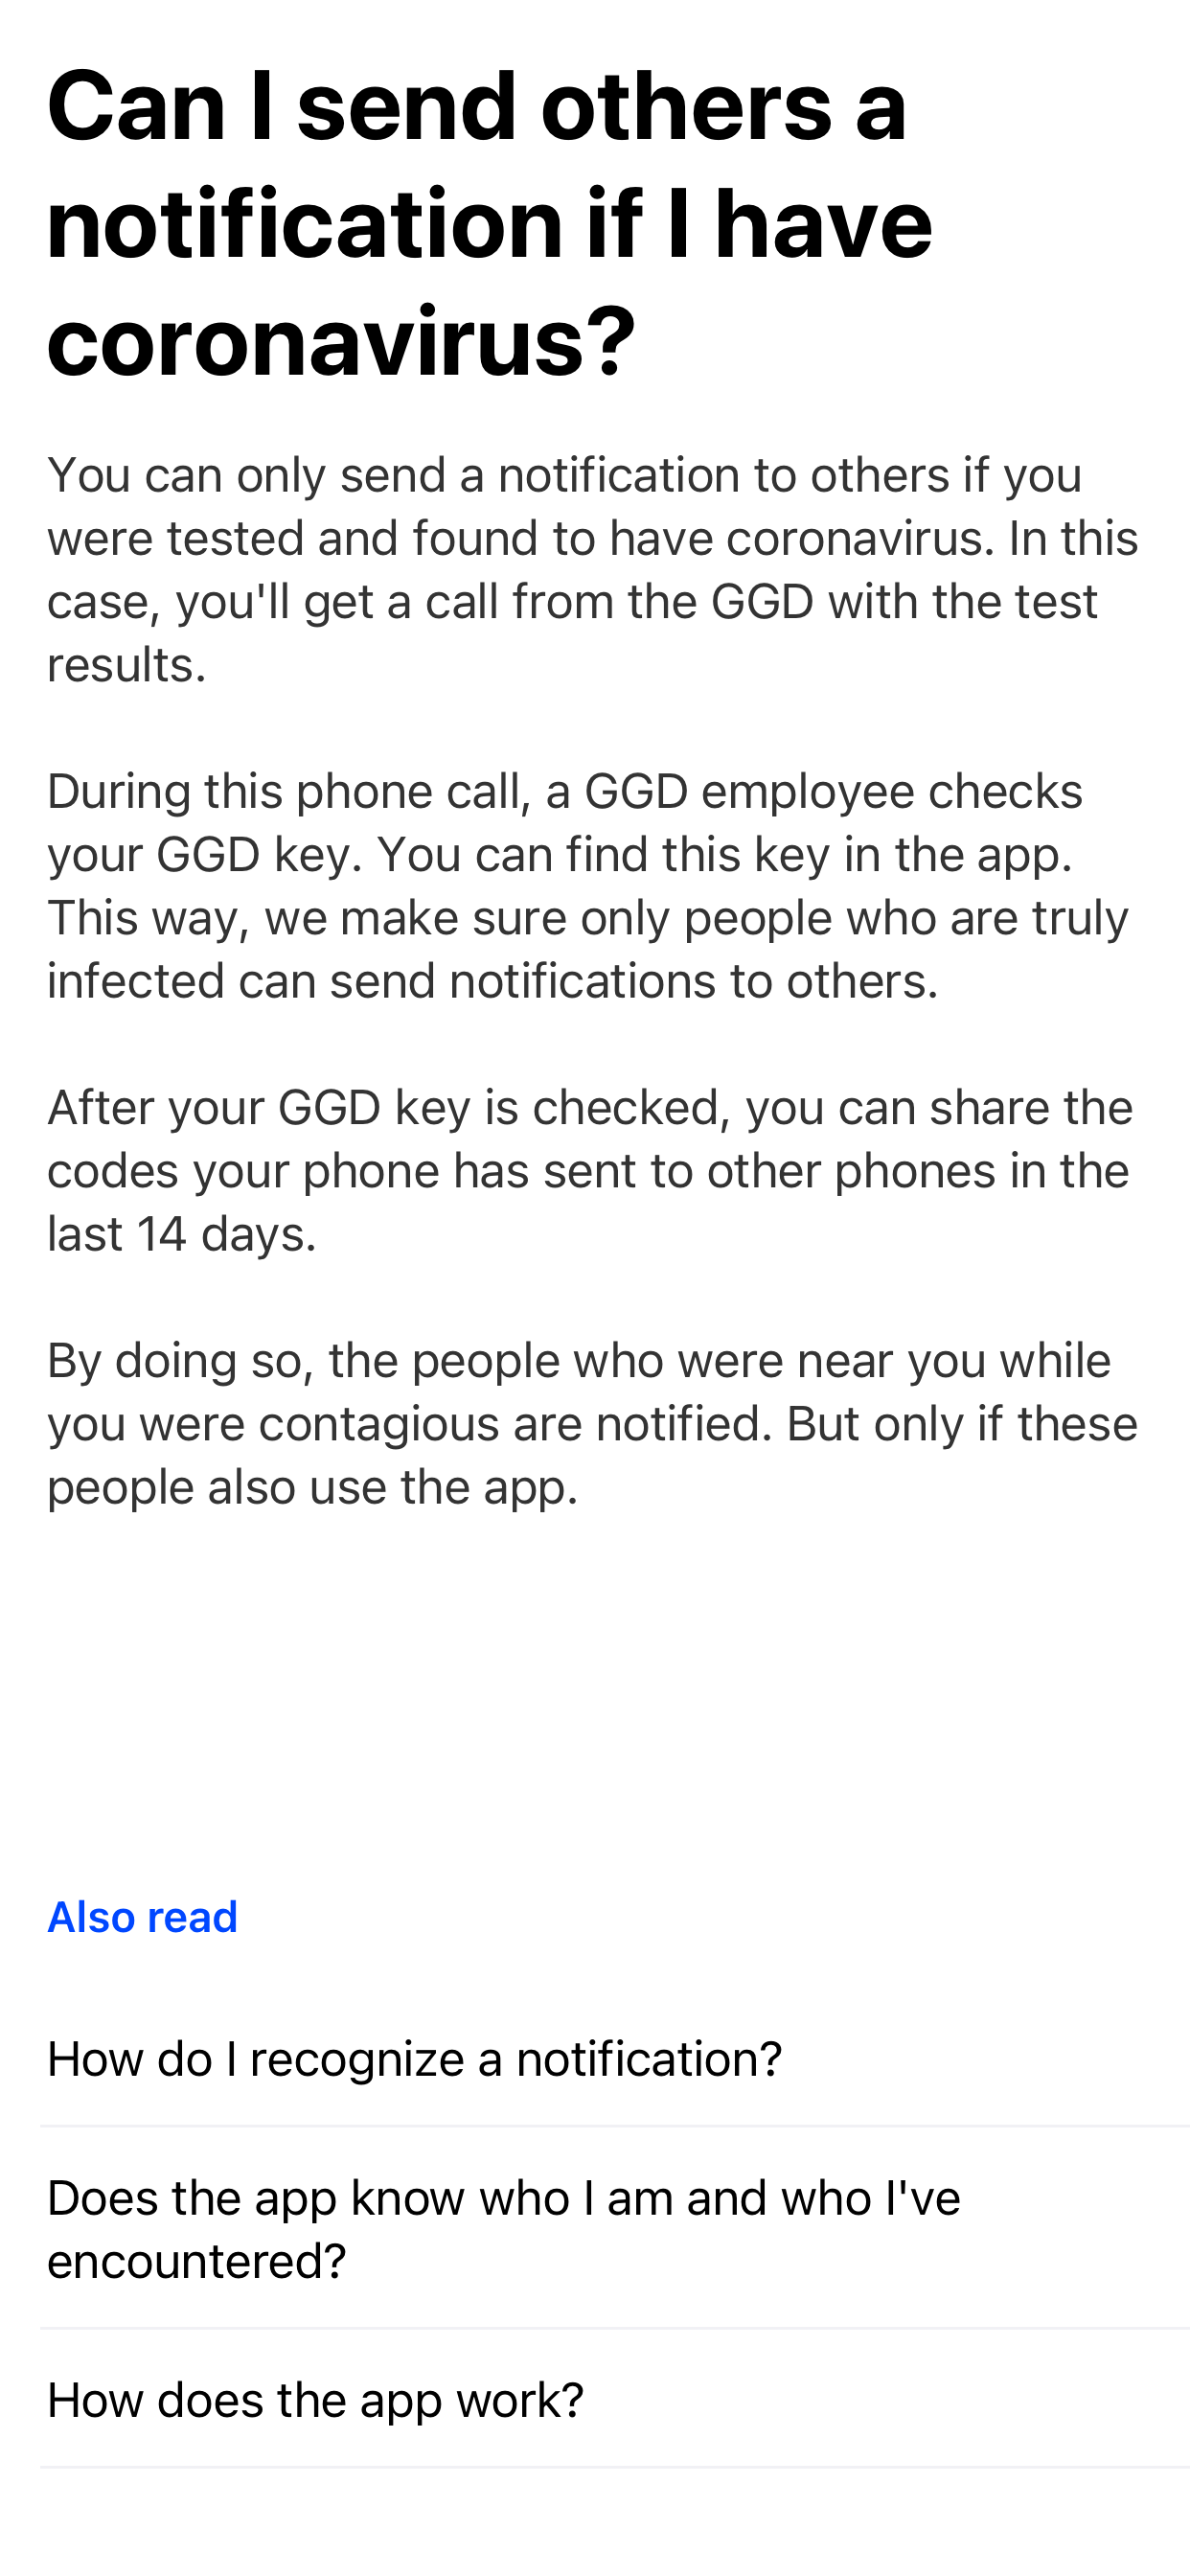 Can I send others a
notification if I have
coronavirus?
You can only send a notification to others if you
were tested and found to have coronavirus. In this
case, you'll get a call from the GGD with the test
results.
During this phone call, a GGD employee checks
your GGD key. You can find this key in the app.
This way, we make sure only people who are truly
infected can send notifications to others.
After your GGD key is checked, you can share the
codes your phone has sent to other phones in the
last 14 days.
By doing so, the people who were near you while
you were contagious are notified. But only if these
people also use the app.
Also read
How do I recognize a notification?
Does the app know who I am and who I've
encountered?
How does the app work?